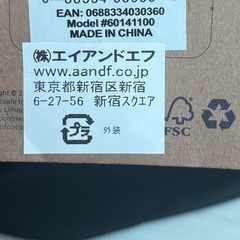 EAN: 0688334030360
Model #60141100
MADE IN CHINA
(株)エイアンドエフ
www.aandf.co.jp
東京都新宿区新宿
6-27-56 新宿スクエア
プラ 外装
FSC